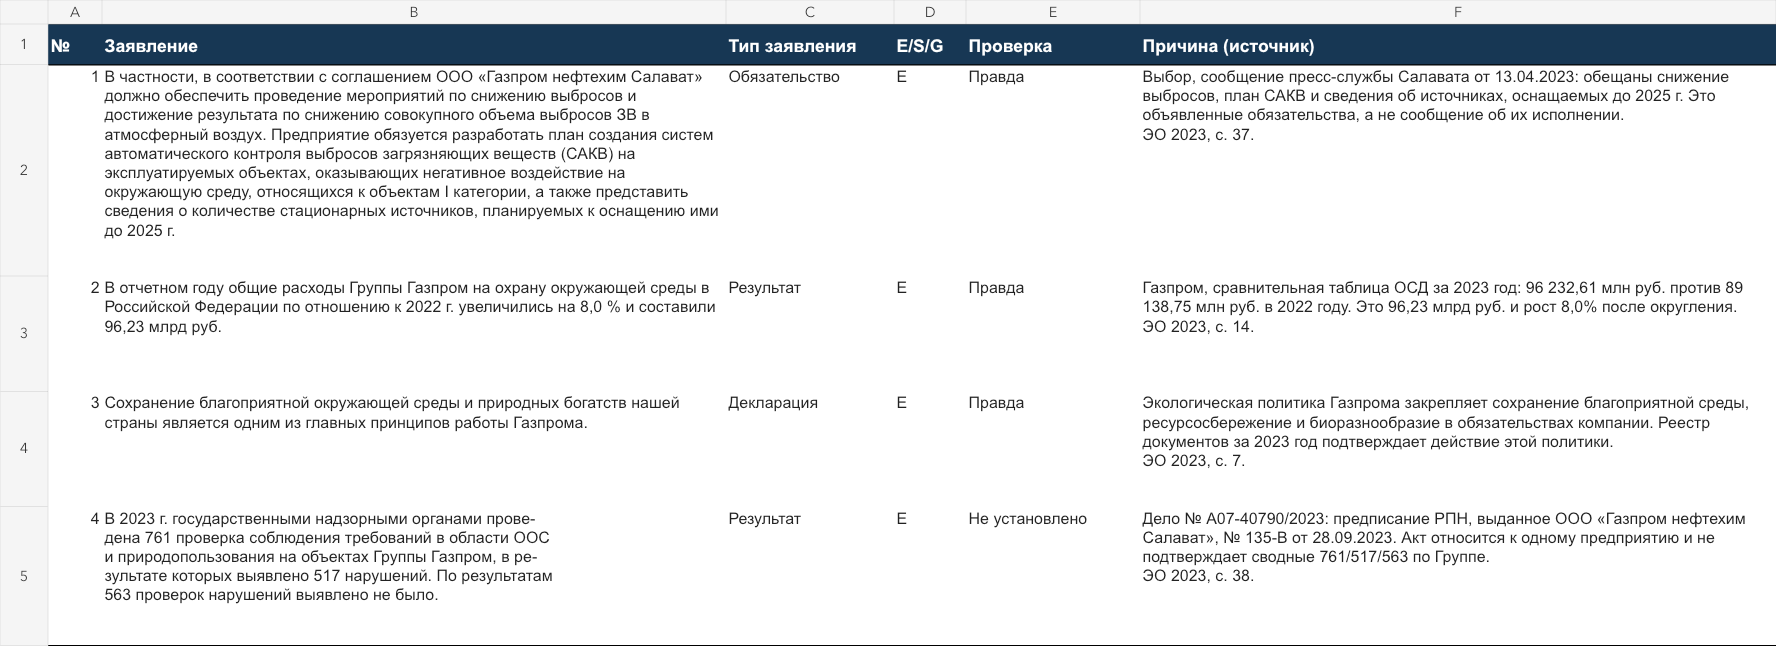 A B C D E F
1 № Заявление Тип заявления E/S/G Проверка Причина (источник)
2
1 В частности, в соответствии с соглашением ООО «Газпром нефтехим Салават»
должно обеспечить проведение мероприятий по снижению выбросов и
достижение результата по снижению совокупного объема выбросов ЗВ в
атмосферный воздух. Предприятие обязуется разработать план создания систем
автоматического контроля выбросов загрязняющих веществ (САКВ) на
эксплуатируемых объектах, оказывающих негативное воздействие на
окружающую среду, относящихся к объектам I категории, а также представить
сведения о количестве стационарных источников, планируемых к оснащению ими
до 2025 г.
Обязательство
E
Правда
Выбор, сообщение пресс-службы Салавата от 13.04.2023: обещаны снижение
выбросов, план САКВ и сведения об источниках, оснащаемых до 2025 г. Это
объявленные обязательства, а не сообщение об их исполнении.
ЭО 2023, с. 37.
3
2 В отчетном году общие расходы Группы Газпром на охрану окружающей среды в
Российской Федерации по отношению к 2022 г. увеличились на 8,0 % и составили
96,23 млрд руб.
Результат
E
Правда
Газпром, сравнительная таблица ОСД за 2023 год: 96 232,61 млн руб. против 89
138,75 млн руб. в 2022 году. Это 96,23 млрд руб. и рост 8,0% после округления.
ЭО 2023, с. 14.
4
3 Сохранение благоприятной окружающей среды и природных богатств нашей
страны является одним из главных принципов работы Газпрома.
Декларация
E
Правда
Экологическая политика Газпрома закрепляет сохранение благоприятной среды,
ресурсосбережение и биоразнообразие в обязательствах компании. Реестр
документов за 2023 год подтверждает действие этой политики.
ЭО 2023, с. 7.
5
4 В 2023 г. государственными надзорными органами прове-
дена 761 проверка соблюдения требований в области ООС
и природопользования на объектах Группы Газпром, в ре-
зультате которых выявлено 517 нарушений. По результатам
563 проверок нарушений выявлено не было.
Результат
E
Не установлено
Дело № А07-40790/2023: предписание РПН, выданное ООО «Газпром нефтехим
Салават», № 135-В от 28.09.2023. Акт относится к одному предприятию и не
подтверждает сводные 761/517/563 по Группе.
ЭО 2023, с. 38.